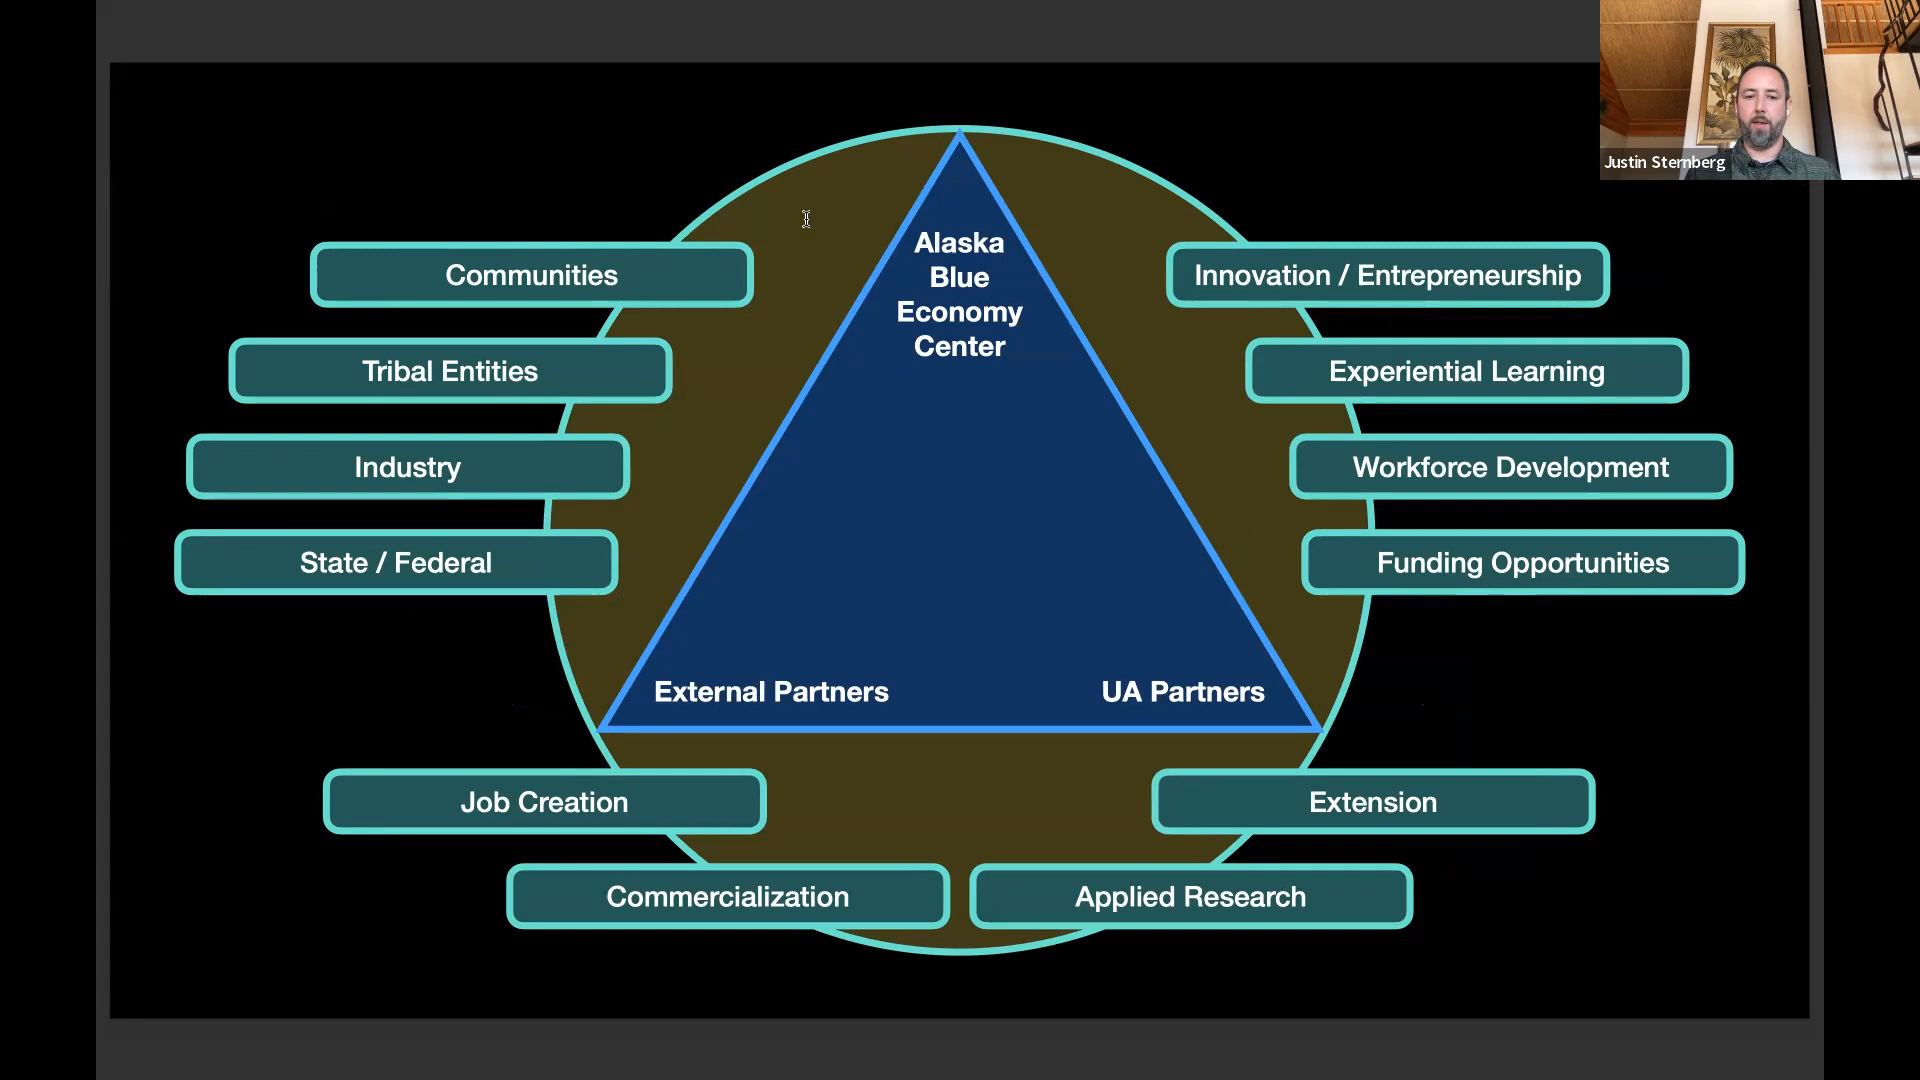 Justin Sternberg
Alaska
Blue
Economy
Center
Communities
Innovation / Entrepreneurship
Tribal Entities
Experiential Learning
Industry
Workforce Development
State / Federal
Funding Opportunities
External Partners
UA Partners
Job Creation
Extension
Commercialization
Applied Research